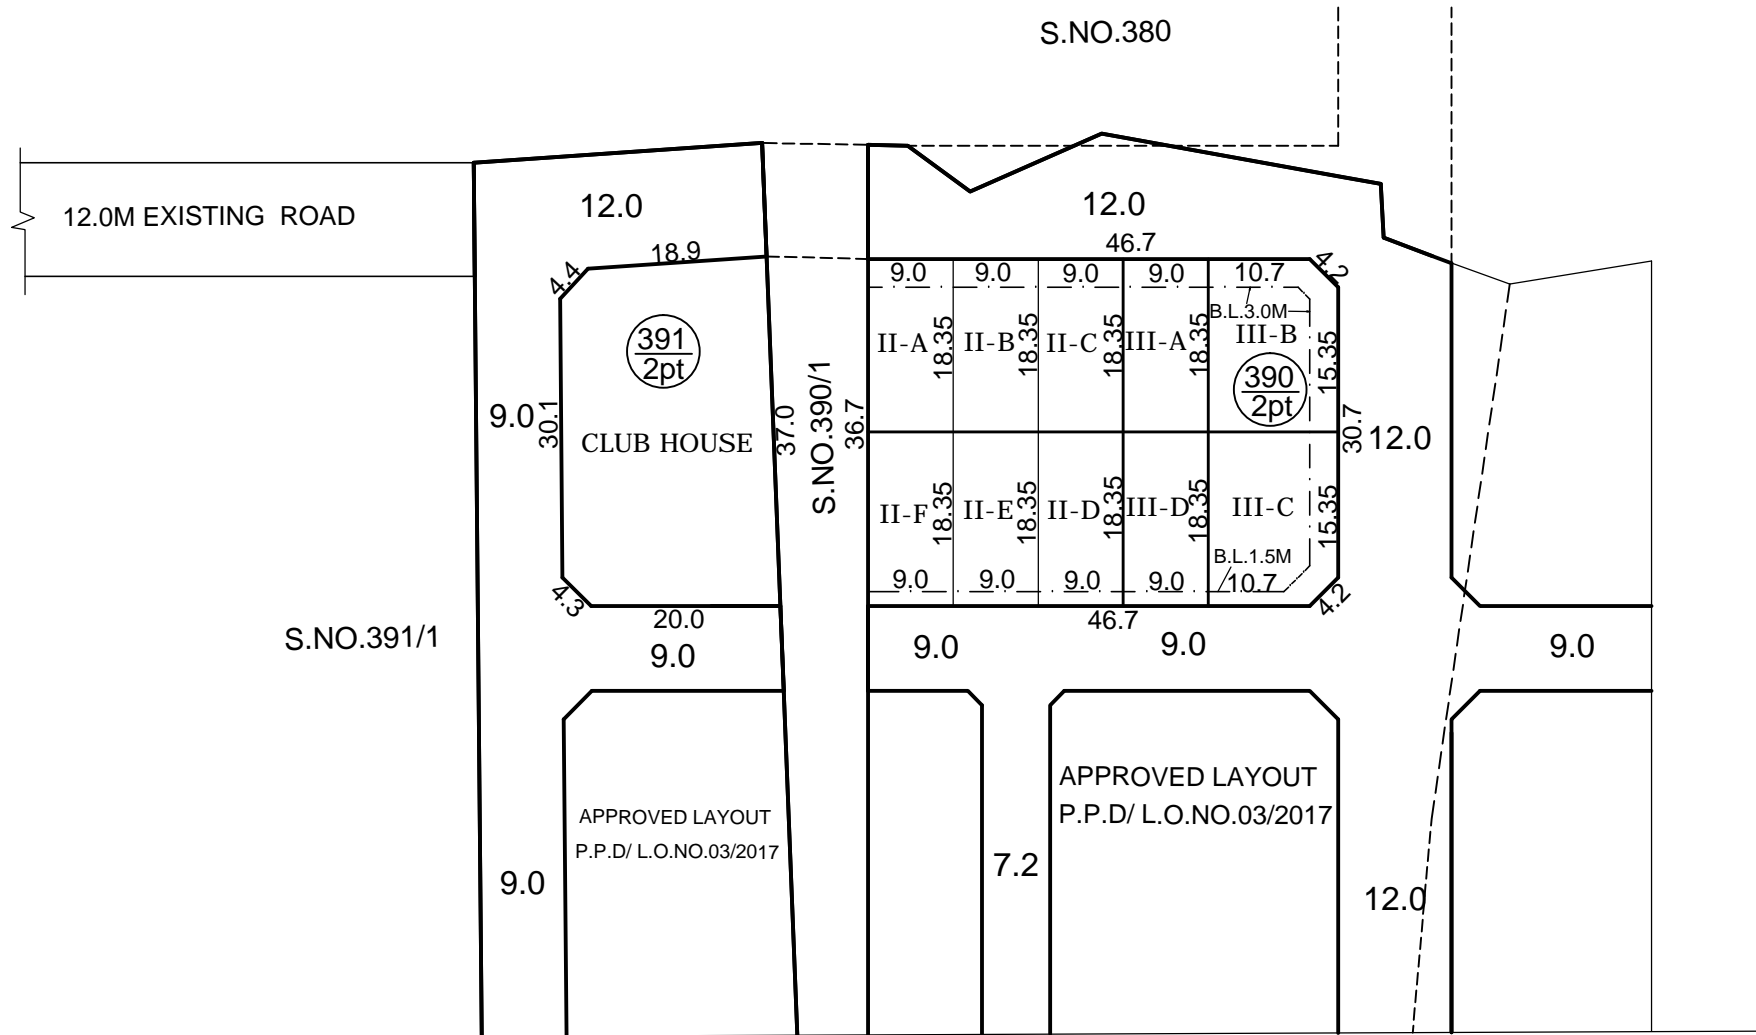 S.NO.380
12.0M EXISTING ROAD
12.0
12.0
18.9
46.7
4.4
4.2
9.0
9.0
9.0
9.0
10.7
B.L.3.0M
391
2pt
II-A
18.35
II-B
18.35
II-C
18.35
III-A
18.35
III-B
15.35
390
2pt
9.0
30.1
CLUB HOUSE
37.0
S.NO.390/1
36.7
30.7
12.0
II-F
18.35
II-E
18.35
II-D
18.35
III-D
18.35
III-C
15.35
B.L.1.5M
9.0
9.0
9.0
9.0
10.7
4.3
4.2
20.0
46.7
S.NO.391/1
9.0
9.0
9.0
9.0
APPROVED LAYOUT
P.P.D/ L.O.NO.03/2017
APPROVED LAYOUT
P.P.D/ L.O.NO.03/2017
9.0
7.2
12.0